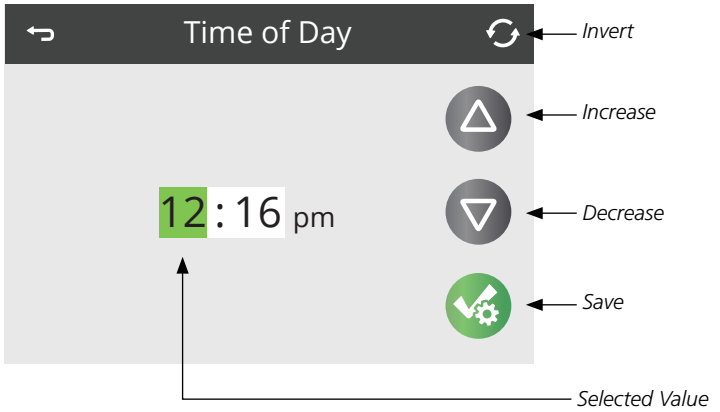 Time of Day
Invert
Increase
12 : 16 pm
Decrease
Save
Selected Value